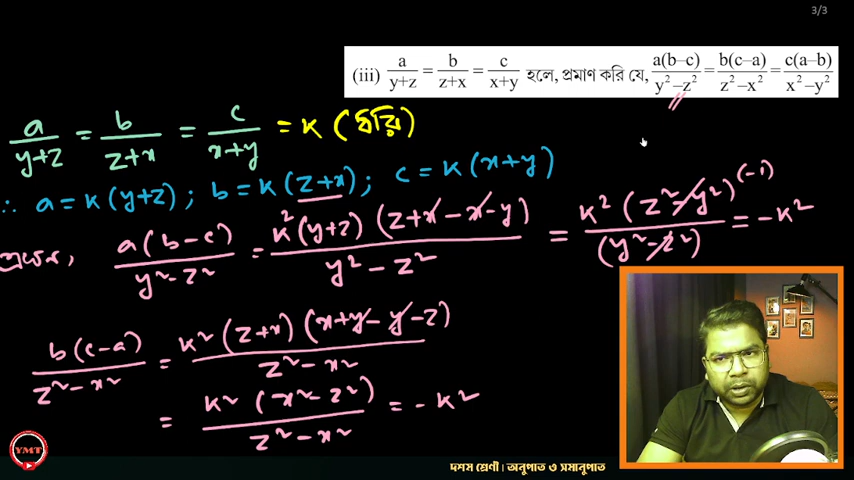 3/3
(iii) a/(y+z) = b/(z+x) = c/(x+y) হলে, প্রমাণ করি যে, a(b–c)/(y²–z²) = b(c–a)/(z²–x²) = c(a–b)/(x²–y²)
a/(y+z) = b/(z+x) = c/(x+y) = k (ধরি)
∴ a = k(y+z); b = k(z+x); c = k(x+y)
a(b-c)/(y²-z²) = k²(y+z)(z+x-x-y)/(y²-z²) = k²(z²-y²)(-1)/(y²-z²) = -k²
b(c-a)/(z²-x²) = k²(z+x)(x+y-y-z)/(z²-x²)
= k²(x²-z²)/(z²-x²) = -k²
YMT
দশম শ্রেণী | অনুপাত ও সমানুপাত